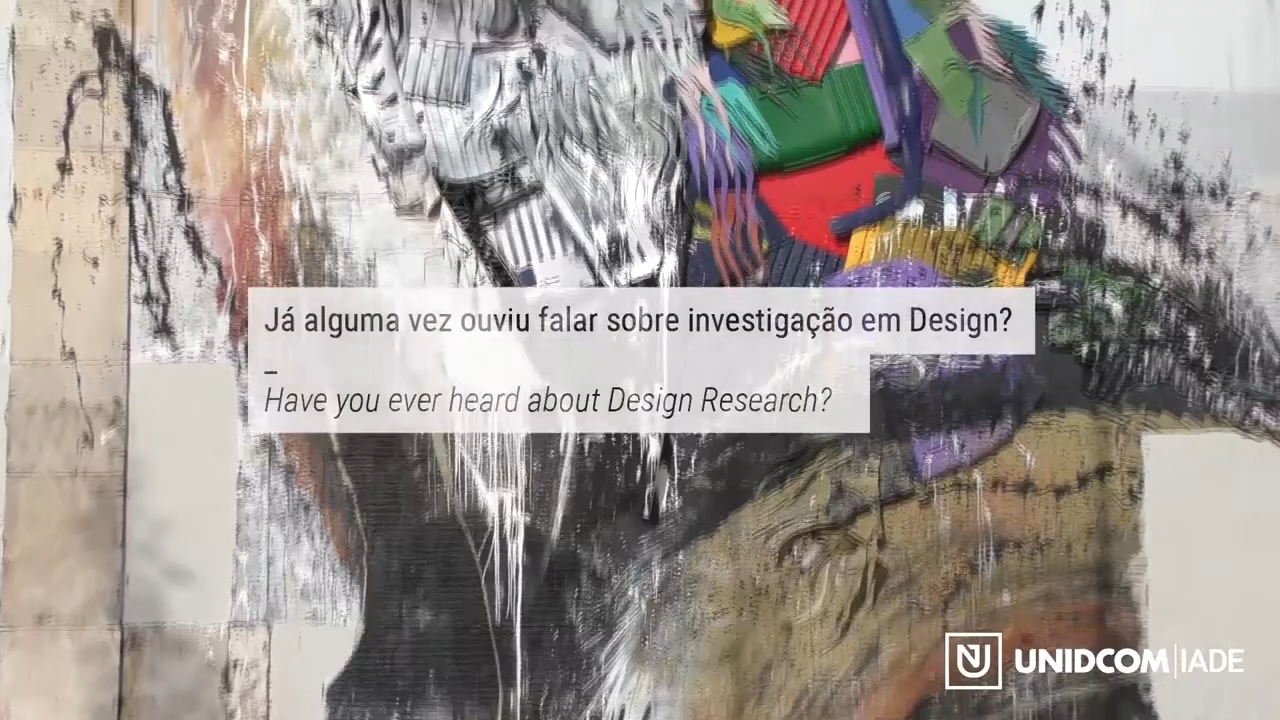 Já alguma vez ouviu falar sobre investigação em Design?
–
Have you ever heard about Design Research?
UNIDCOM|IADE